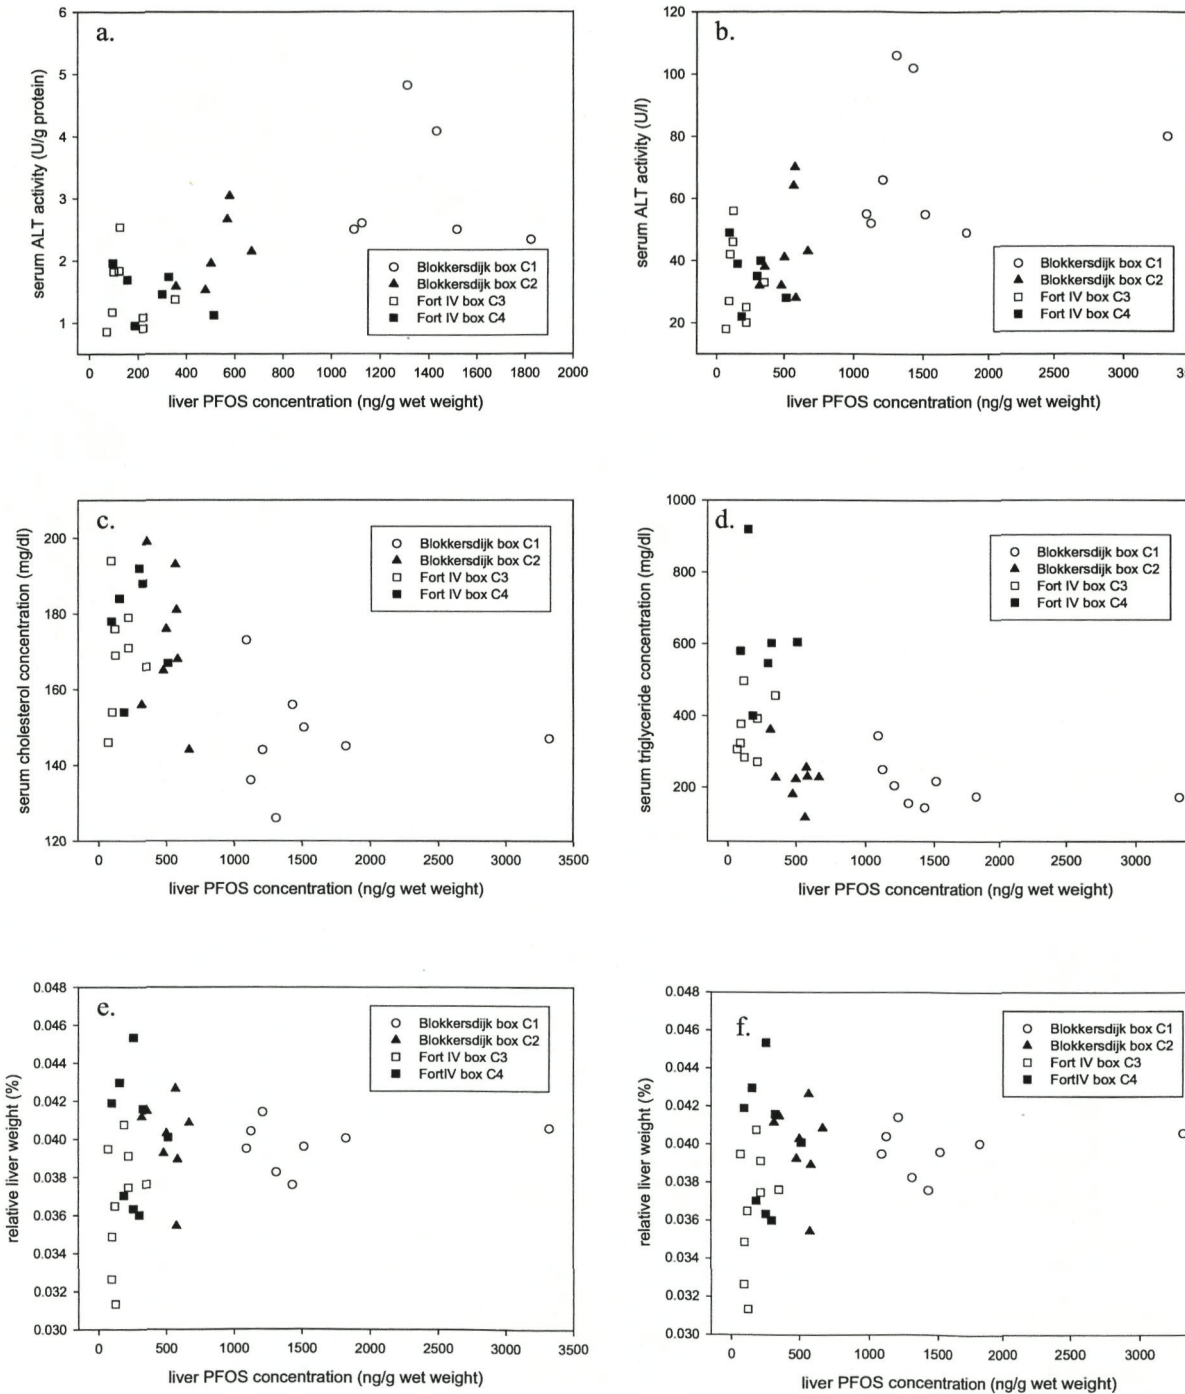 a.
6
5
4
3
2
1
serum ALT activity (U/g protein)
Blokkersdijk box C1
Blokkersdijk box C2
Fort IV box C3
Fort IV box C4
0 200 400 600 800 1000 1200 1400 1600 1800 2000
liver PFOS concentration (ng/g wet weight)
b.
120
100
80
60
40
20
serum ALT activity (U/l)
Blokkersdijk box C1
Blokkersdijk box C2
Fort IV box C3
Fort IV box C4
0 500 1000 1500 2000 2500 3000
liver PFOS concentration (ng/g wet weight)
c.
200
180
160
140
120
serum cholesterol concentration (mg/dl)
Blokkersdijk box C1
Blokkersdijk box C2
Fort IV box C3
Fort IV box C4
0 500 1000 1500 2000 2500 3000 3500
liver PFOS concentration (ng/g wet weight)
d.
1000
800
600
400
200
serum triglyceride concentration (mg/dl)
Blokkersdijk box C1
Blokkersdijk box C2
Fort IV box C3
Fort IV box C4
0 500 1000 1500 2000 2500 3000
liver PFOS concentration (ng/g wet weight)
e.
0.048
0.046
0.044
0.042
0.040
0.038
0.036
0.034
0.032
0.030
relative liver weight (%)
Blokkersdijk box C1
Blokkersdijk box C2
Fort IV box C3
FortIV box C4
0 500 1000 1500 2000 2500 3000 3500
liver PFOS concentration (ng/g wet weight)
f.
0.048
0.046
0.044
0.042
0.040
0.038
0.036
0.034
0.032
0.030
relative liver weight (%)
Blokkersdijk box C1
Blokkersdijk box C2
Fort IV box C3
FortIV box C4
0 500 1000 1500 2000 2500 3000
liver PFOS concentration (ng/g wet weight)